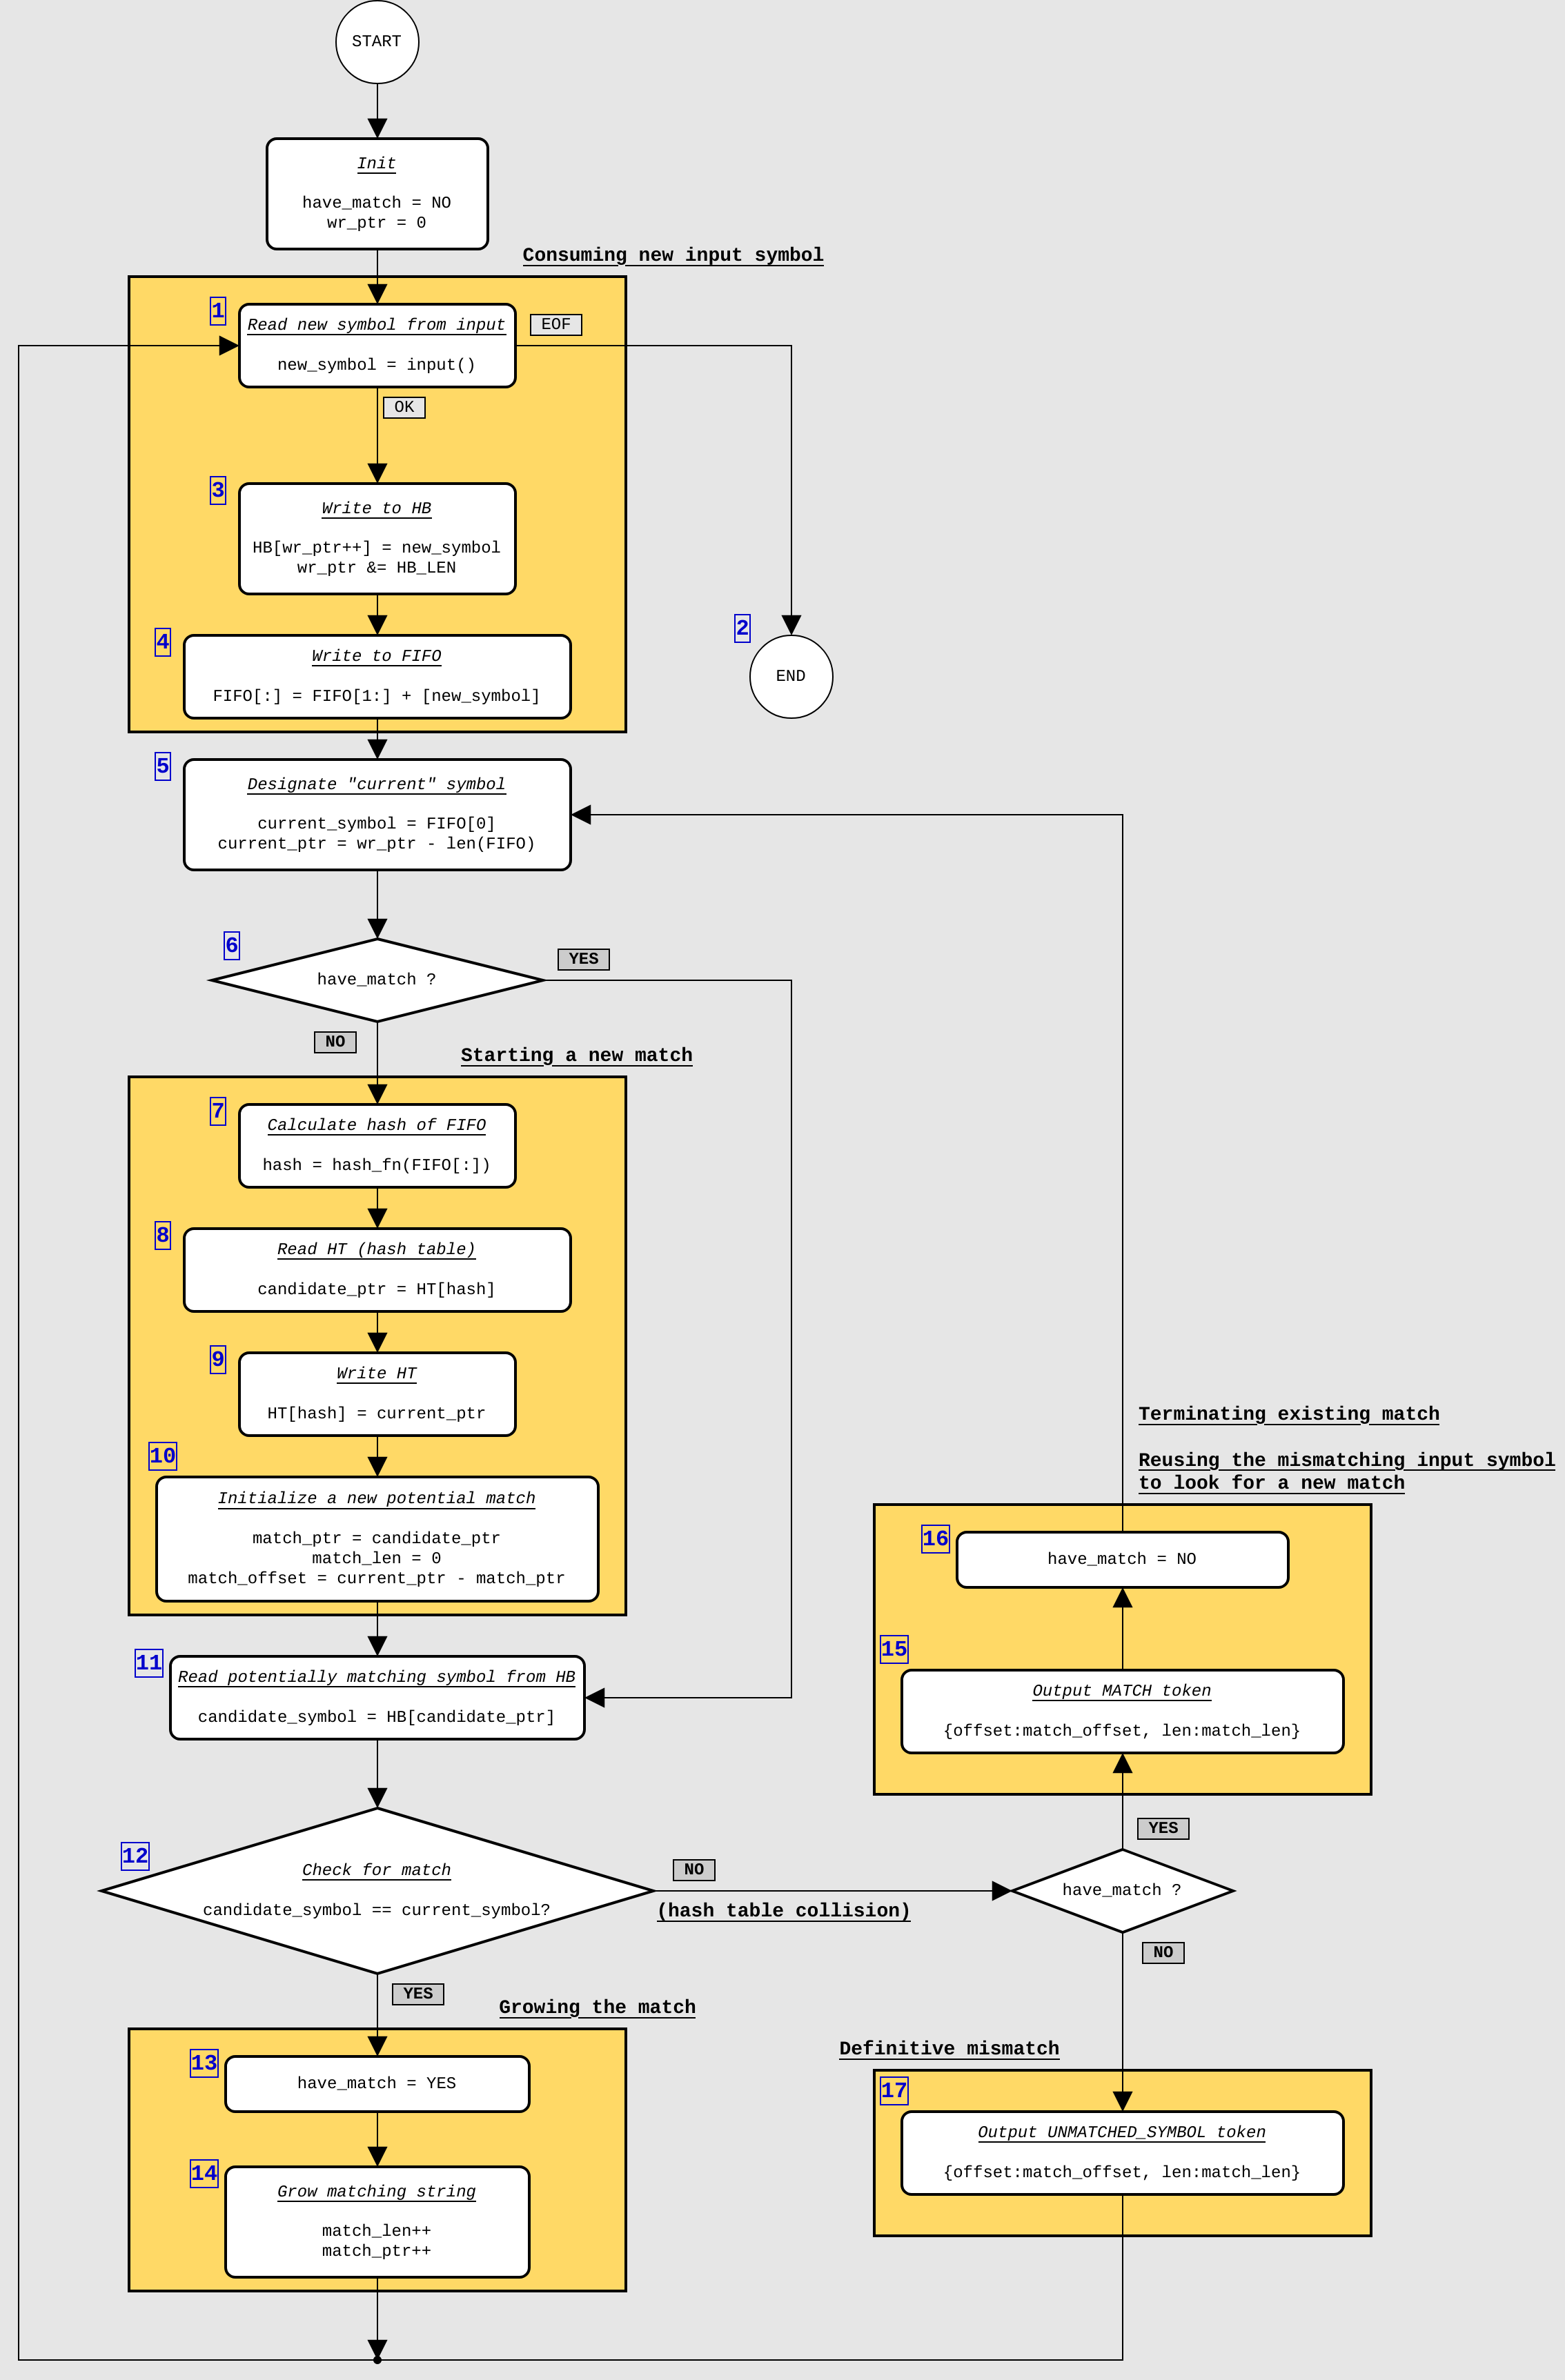 START
Init
have_match = NO
wr_ptr = 0
Consuming new input symbol
1
Read new symbol from input
new_symbol = input()
EOF
OK
3
Write to HB
HB[wr_ptr++] = new_symbol
wr_ptr &= HB_LEN
4
Write to FIFO
FIFO[:] = FIFO[1:] + [new_symbol]
2
END
5
Designate "current" symbol
current_symbol = FIFO[0]
current_ptr = wr_ptr - len(FIFO)
6
have_match ?
YES
NO
Starting a new match
7
Calculate hash of FIFO
hash = hash_fn(FIFO[:])
8
Read HT (hash table)
candidate_ptr = HT[hash]
9
Write HT
HT[hash] = current_ptr
10
Initialize a new potential match
match_ptr = candidate_ptr
match_len = 0
match_offset = current_ptr - match_ptr
11
Read potentially matching symbol from HB
candidate_symbol = HB[candidate_ptr]
12
Check for match
candidate_symbol == current_symbol?
NO
(hash table collision)
YES
Growing the match
13
have_match = YES
14
Grow matching string
match_len++
match_ptr++
Terminating existing match
Reusing the mismatching input symbol
to look for a new match
16
have_match = NO
15
Output MATCH token
{offset:match_offset, len:match_len}
YES
have_match ?
NO
Definitive mismatch
17
Output UNMATCHED_SYMBOL token
{offset:match_offset, len:match_len}